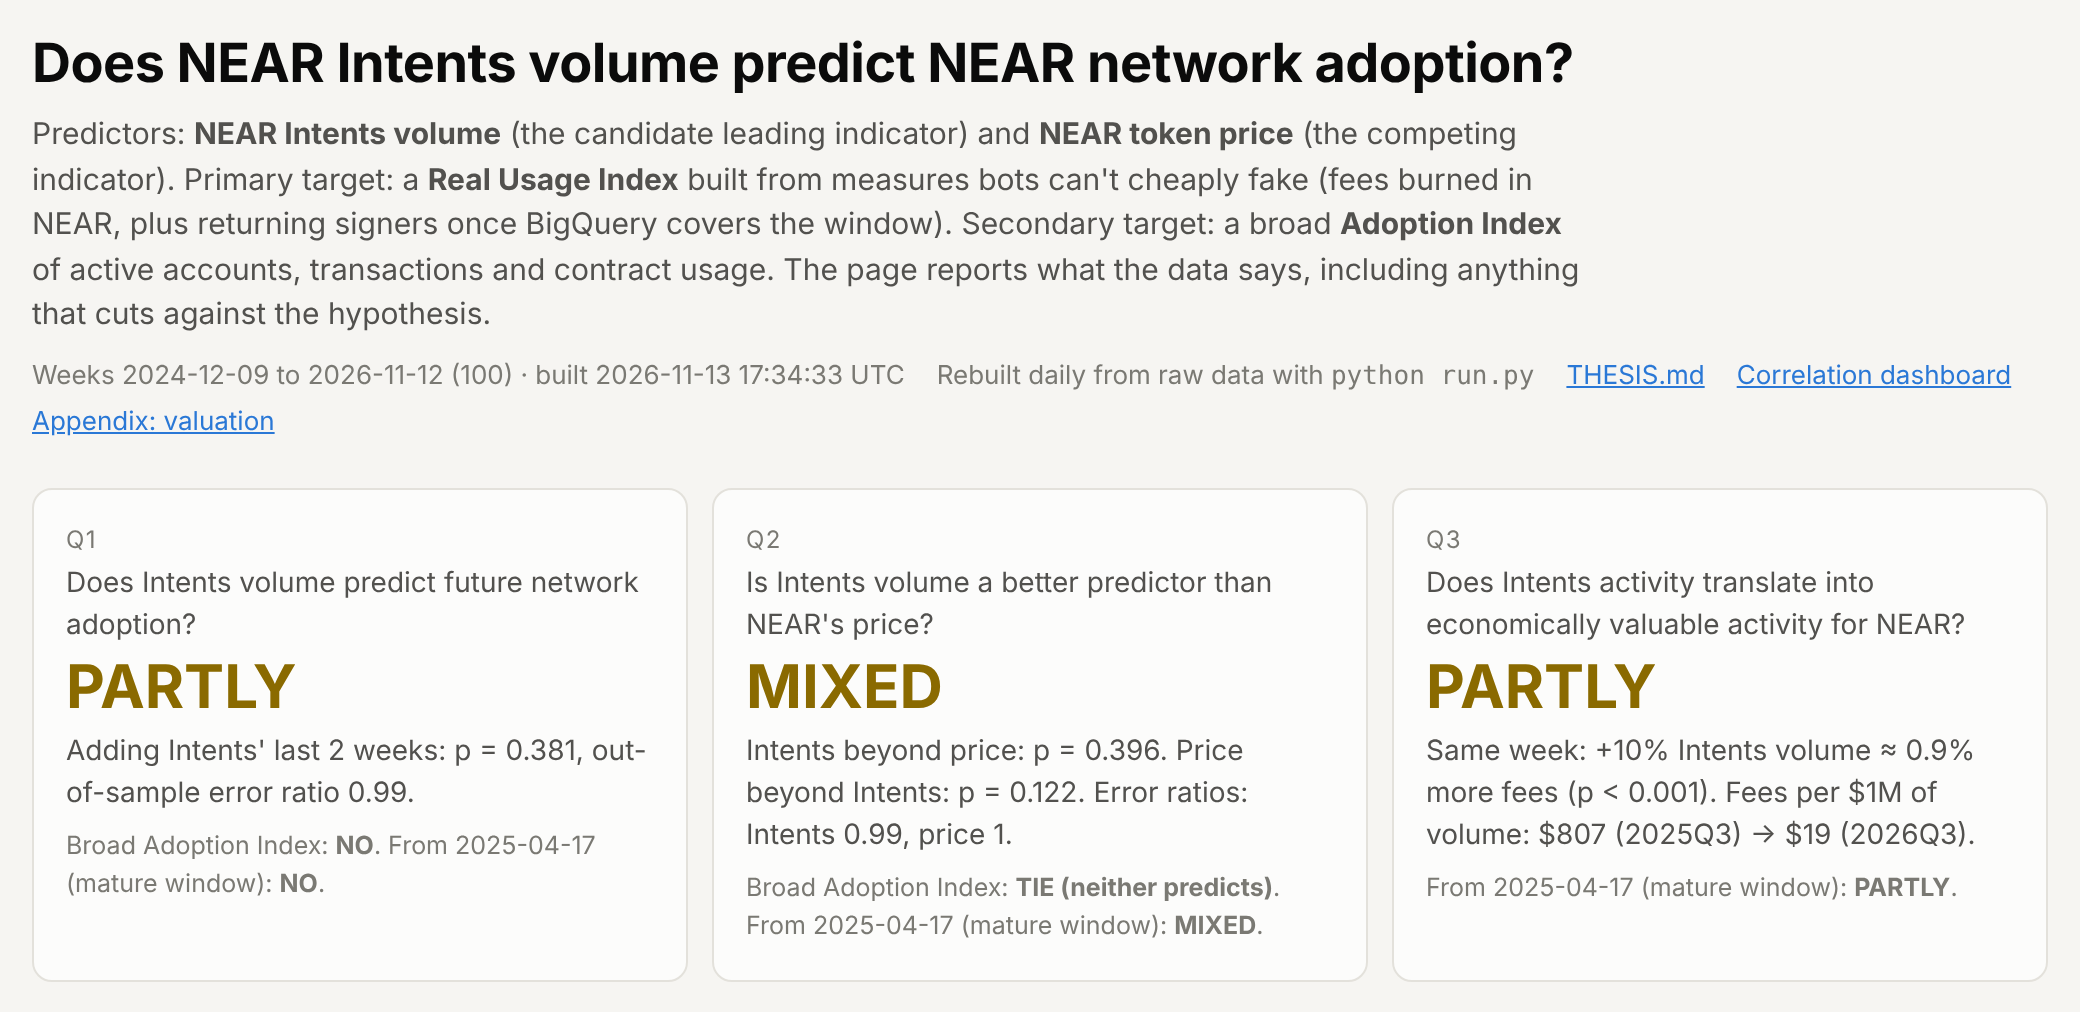 Does NEAR Intents volume predict NEAR network adoption?
Predictors: NEAR Intents volume (the candidate leading indicator) and NEAR token price (the competing
indicator). Primary target: a Real Usage Index built from measures bots can't cheaply fake (fees burned in
NEAR, plus returning signers once BigQuery covers the window). Secondary target: a broad Adoption Index
of active accounts, transactions and contract usage. The page reports what the data says, including anything
that cuts against the hypothesis.
Weeks 2024-12-09 to 2026-11-12 (100) · built 2026-11-13 17:34:33 UTC Rebuilt daily from raw data with python run.py THESIS.md Correlation dashboard
Appendix: valuation
Q1
Does Intents volume predict future network
adoption?
PARTLY
Adding Intents' last 2 weeks: p = 0.381, out-
of-sample error ratio 0.99.
Broad Adoption Index: NO. From 2025-04-17
(mature window): NO.
Q2
Is Intents volume a better predictor than
NEAR's price?
MIXED
Intents beyond price: p = 0.396. Price
beyond Intents: p = 0.122. Error ratios:
Intents 0.99, price 1.
Broad Adoption Index: TIE (neither predicts).
From 2025-04-17 (mature window): MIXED.
Q3
Does Intents activity translate into
economically valuable activity for NEAR?
PARTLY
Same week: +10% Intents volume ≈ 0.9%
more fees (p < 0.001). Fees per $1M of
volume: $807 (2025Q3) → $19 (2026Q3).
From 2025-04-17 (mature window): PARTLY.